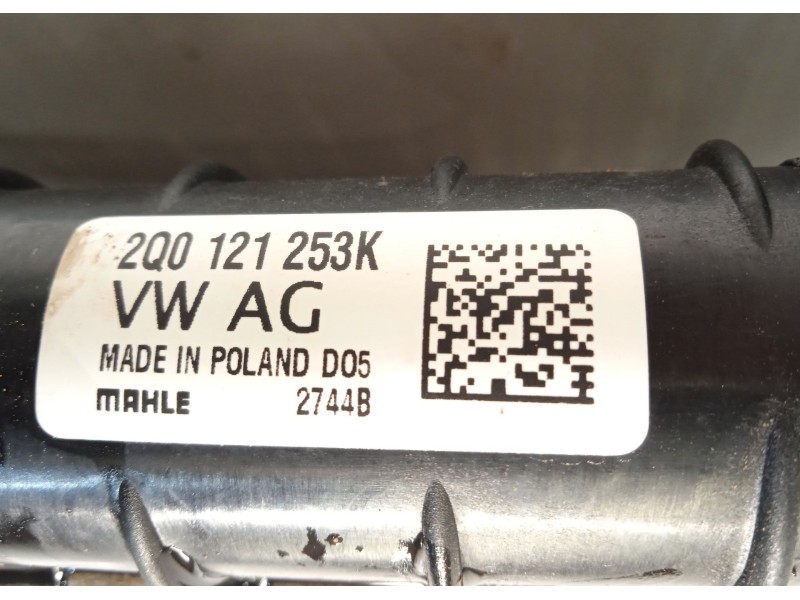 2Q0 121 253K
VW AG
MADE IN POLAND D05
MAHLE 2744B